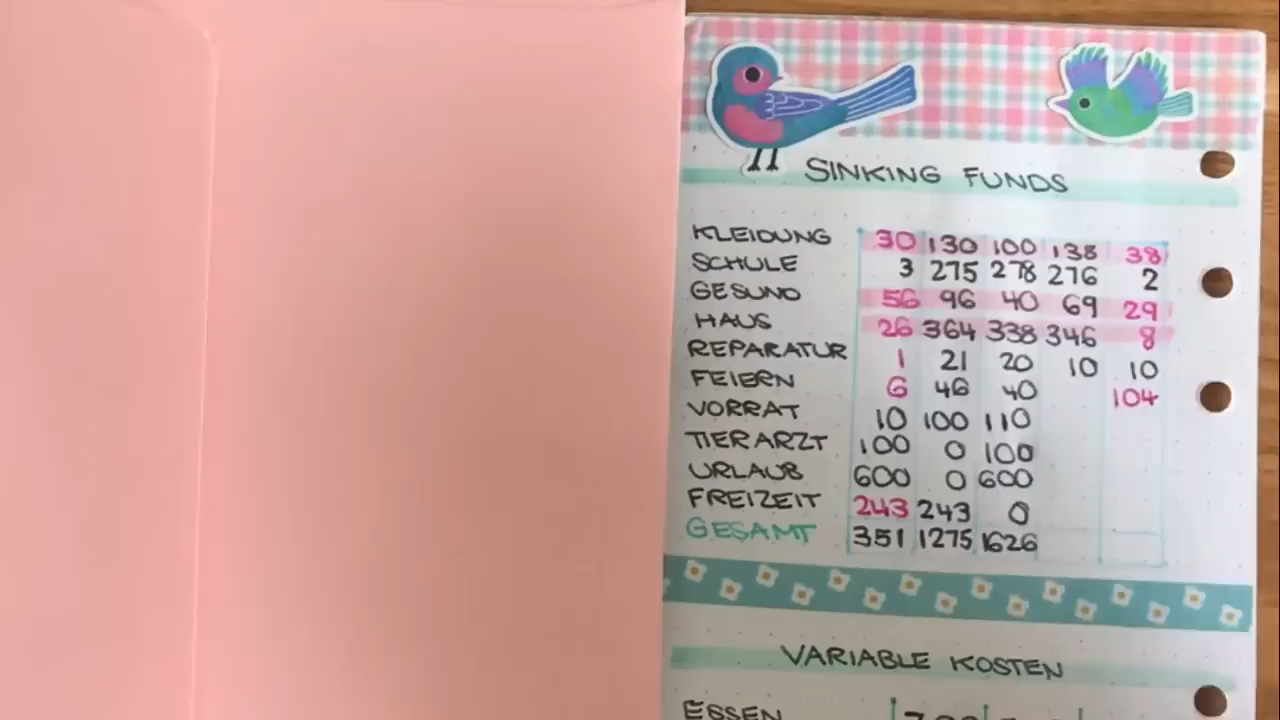 SINKING FUNDS
KLEIDUNG 30 130 100 138 38
SCHULE 3 275 278 276 2
GESUND 56 96 40 69 29
HAUS 26 364 338 346 8
REPARATUR 1 21 20 10 10
FEIERN 6 46 40 104
VORRAT 10 100 110
TIERARZT 100 0 100
URLAUB 600 0 600
FREIZEIT 243 243 0
GESAMT 351 1275 1626
VARIABLE KOSTEN
ESSEN